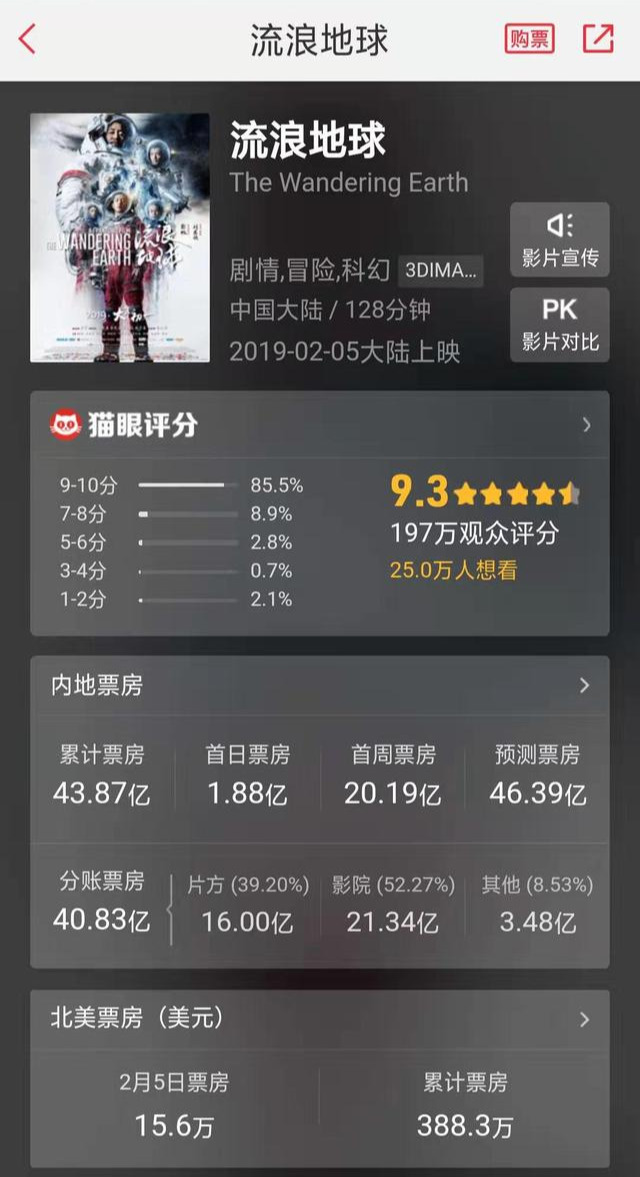 流浪地球
购票
流浪地球
The Wandering Earth
剧情,冒险,科幻 3DIMA...
中国大陆 / 128分钟
2019-02-05大陆上映
影片宣传
PK
影片对比
THE WANDERING EARTH
流浪地球
猫眼评分
9-10分 85.5%
7-8分 8.9%
5-6分 2.8%
3-4分 0.7%
1-2分 2.1%
9.3
197万观众评分
25.0万人想看
内地票房
累计票房 首日票房 首周票房 预测票房
43.87亿 1.88亿 20.19亿 46.39亿
分账票房 片方 (39.20%) 影院 (52.27%) 其他 (8.53%)
40.83亿 16.00亿 21.34亿 3.48亿
北美票房（美元）
2月5日票房 累计票房
15.6万 388.3万